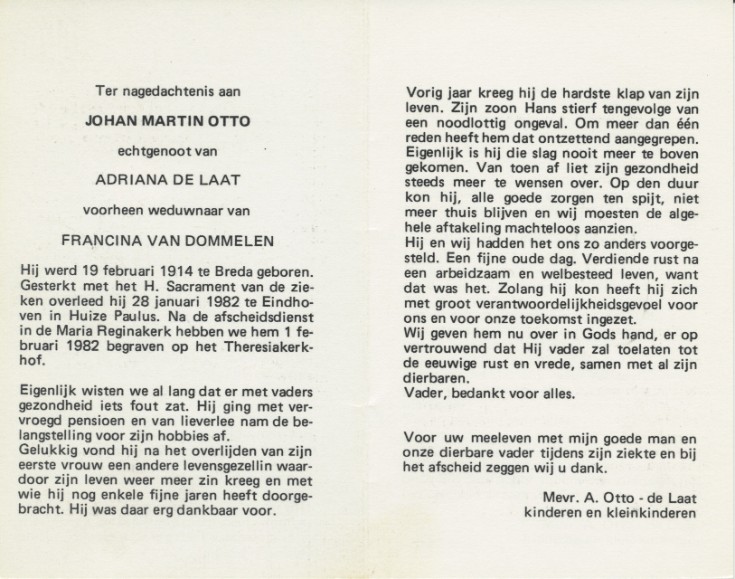 Ter nagedachtenis aan
JOHAN MARTIN OTTO
echtgenoot van
ADRIANA DE LAAT
voorheen weduwnaar van
FRANCINA VAN DOMMELEN
Hij werd 19 februari 1914 te Breda geboren.
Gesterkt met het H. Sacrament van de zie-
ken overleed hij 28 januari 1982 te Eindho-
ven in Huize Paulus. Na de afscheidsdienst
in de Maria Reginakerk hebben we hem 1 fe-
bruari 1982 begraven op het Theresiakerk-
hof.
Eigenlijk wisten we al lang dat er met vaders
gezondheid iets fout zat. Hij ging met ver-
vroegd pensioen en van lieverlee nam de be-
langstelling voor zijn hobbies af.
Gelukkig vond hij na het overlijden van zijn
eerste vrouw een andere levensgezellin waar-
door zijn leven weer meer zin kreeg en met
wie hij nog enkele fijne jaren heeft doorge-
bracht. Hij was daar erg dankbaar voor.
Vorig jaar kreeg hij de hardste klap van zijn
leven. Zijn zoon Hans stierf tengevolge van
een noodlottig ongeval. Om meer dan één
reden heeft hem dat ontzettend aangegrepen.
Eigenlijk is hij die slag nooit meer te boven
gekomen. Van toen af liet zijn gezondheid
steeds meer te wensen over. Op den duur
kon hij, alle goede zorgen ten spijt, niet
meer thuis blijven en wij moesten de alge-
hele aftakeling machteloos aanzien.
Hij en wij hadden het ons zo anders voorge-
steld. Een fijne oude dag. Verdiende rust na
een arbeidzaam en welbesteed leven, want
dat was het. Zolang hij kon heeft hij zich
met groot verantwoordelijkheidsgevoel voor
ons en voor onze toekomst ingezet.
Wij geven hem nu over in Gods hand, er op
vertrouwend dat Hij vader zal toelaten tot
de eeuwige rust en vrede, samen met al zijn
dierbaren.
Vader, bedankt voor alles.
Voor uw meeleven met mijn goede man en
onze dierbare vader tijdens zijn ziekte en bij
het afscheid zeggen wij u dank.
Mevr. A. Otto - de Laat
kinderen en kleinkinderen